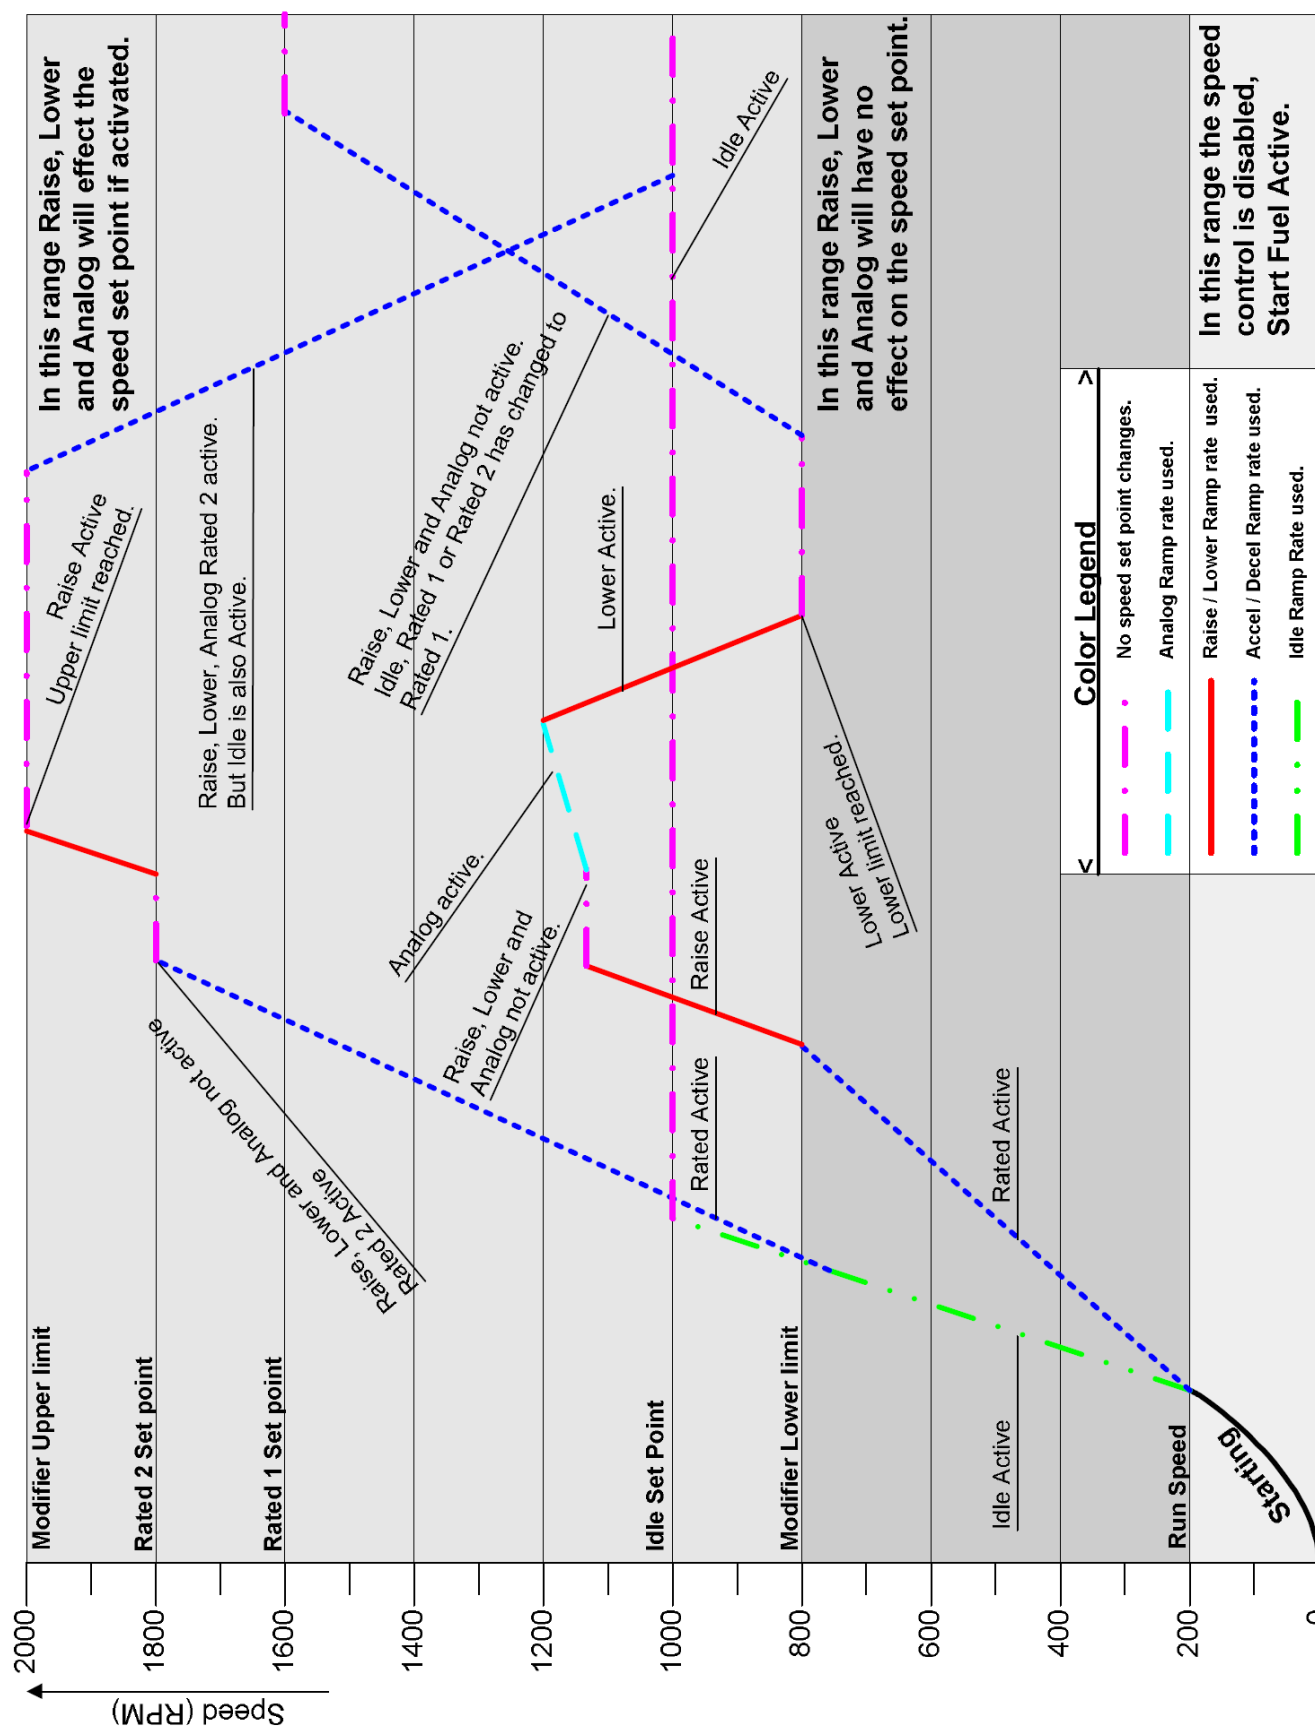 Speed (RPM)
2000
1800
1600
1400
1200
1000
800
600
400
200
0
Modifier Upper limit
Rated 2 Set point
Rated 1 Set point
Idle Set Point
Modifier Lower limit
Run Speed
Starting
In this range Raise, Lower
and Analog will effect the
speed set point if activated.
Raise Active
Upper limit reached.
Raise, Lower, Analog Rated 2 active.
But Idle is also Active.
Raise, Lower and Analog not active.
Idle, Rated 1 or Rated 2 has changed to
Rated 1.
Raise, Lower and Analog not active
Rated 2 Active
Analog active.
Raise, Lower and
Analog not active.
Lower Active.
Idle Active
Rated Active
Raise Active
Lower Active
Lower limit reached.
In this range Raise, Lower
and Analog will have no
effect on the speed set point.
Idle Active
Rated Active
In this range the speed
control is disabled,
Start Fuel Active.
< Color Legend >
No speed set point changes.
Analog Ramp rate used.
Raise / Lower Ramp rate used.
Accel / Decel Ramp rate used.
Idle Ramp Rate used.